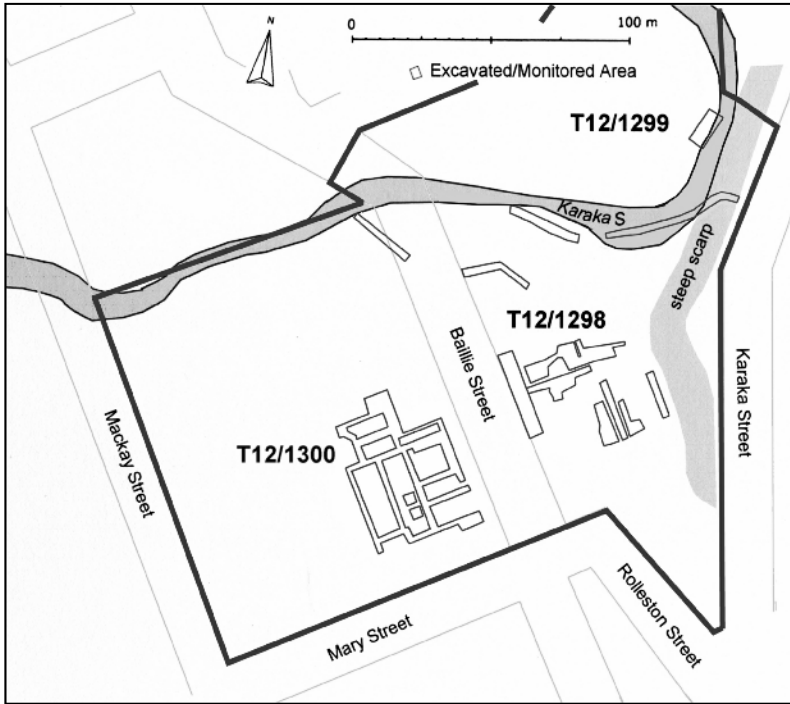 N
0
100 m
Excavated/Monitored Area
T12/1299
Karaka S
steep scarp
T12/1298
Baillie Street
Karaka Street
Mackay Street
T12/1300
Rolleston Street
Mary Street